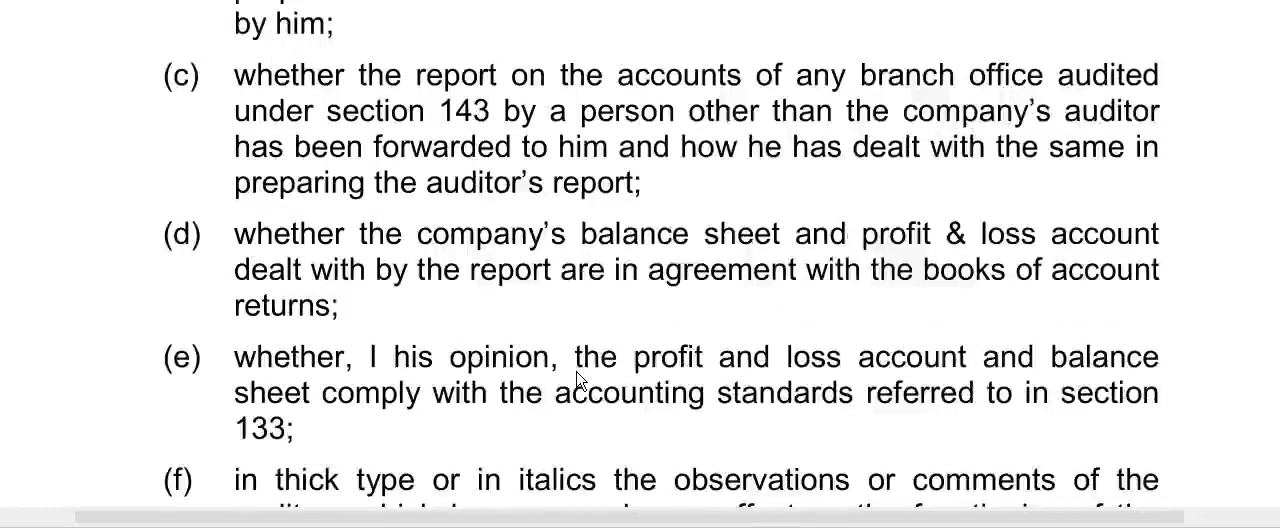 by him;
(c) whether the report on the accounts of any branch office audited
under section 143 by a person other than the company’s auditor
has been forwarded to him and how he has dealt with the same in
preparing the auditor’s report;
(d) whether the company’s balance sheet and profit & loss account
dealt with by the report are in agreement with the books of account
returns;
(e) whether, I his opinion, the profit and loss account and balance
sheet comply with the accounting standards referred to in section
133;
(f) in thick type or in italics the observations or comments of the